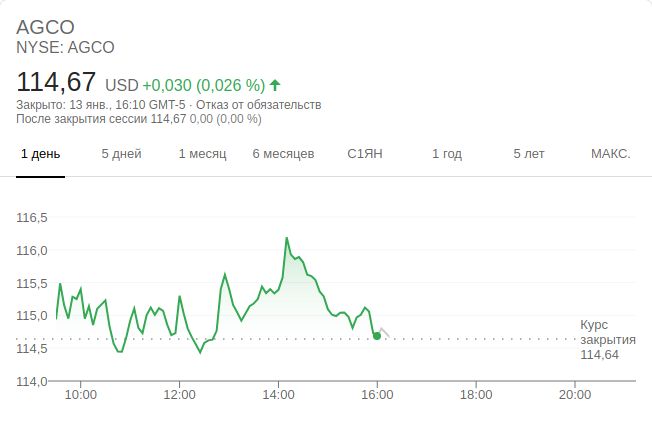 AGCO
NYSE: AGCO
114,67 USD +0,030 (0,026 %)
Закрыто: 13 янв., 16:10 GMT-5 · Отказ от обязательств
После закрытия сессии 114,67 0,00 (0,00 %)
1 день 5 дней 1 месяц 6 месяцев С1ЯН 1 год 5 лет МАКС.
116,5
116,0
115,5
115,0
114,5
114,0
Курс
закрытия
114,64
10:00 12:00 14:00 16:00 18:00 20:00